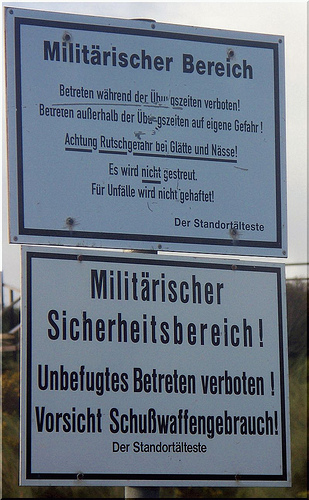 Militärischer Bereich
Betreten während der Übungszeiten verboten!
Betreten außerhalb der Übungszeiten auf eigene Gefahr!
Achtung Rutschgefahr bei Glätte und Nässe!
Es wird nicht gestreut.
Für Unfälle wird nicht gehaftet!
Der Standortälteste
Militärischer
Sicherheitsbereich!
Unbefugtes Betreten verboten!
Vorsicht Schußwaffengebrauch!
Der Standortälteste